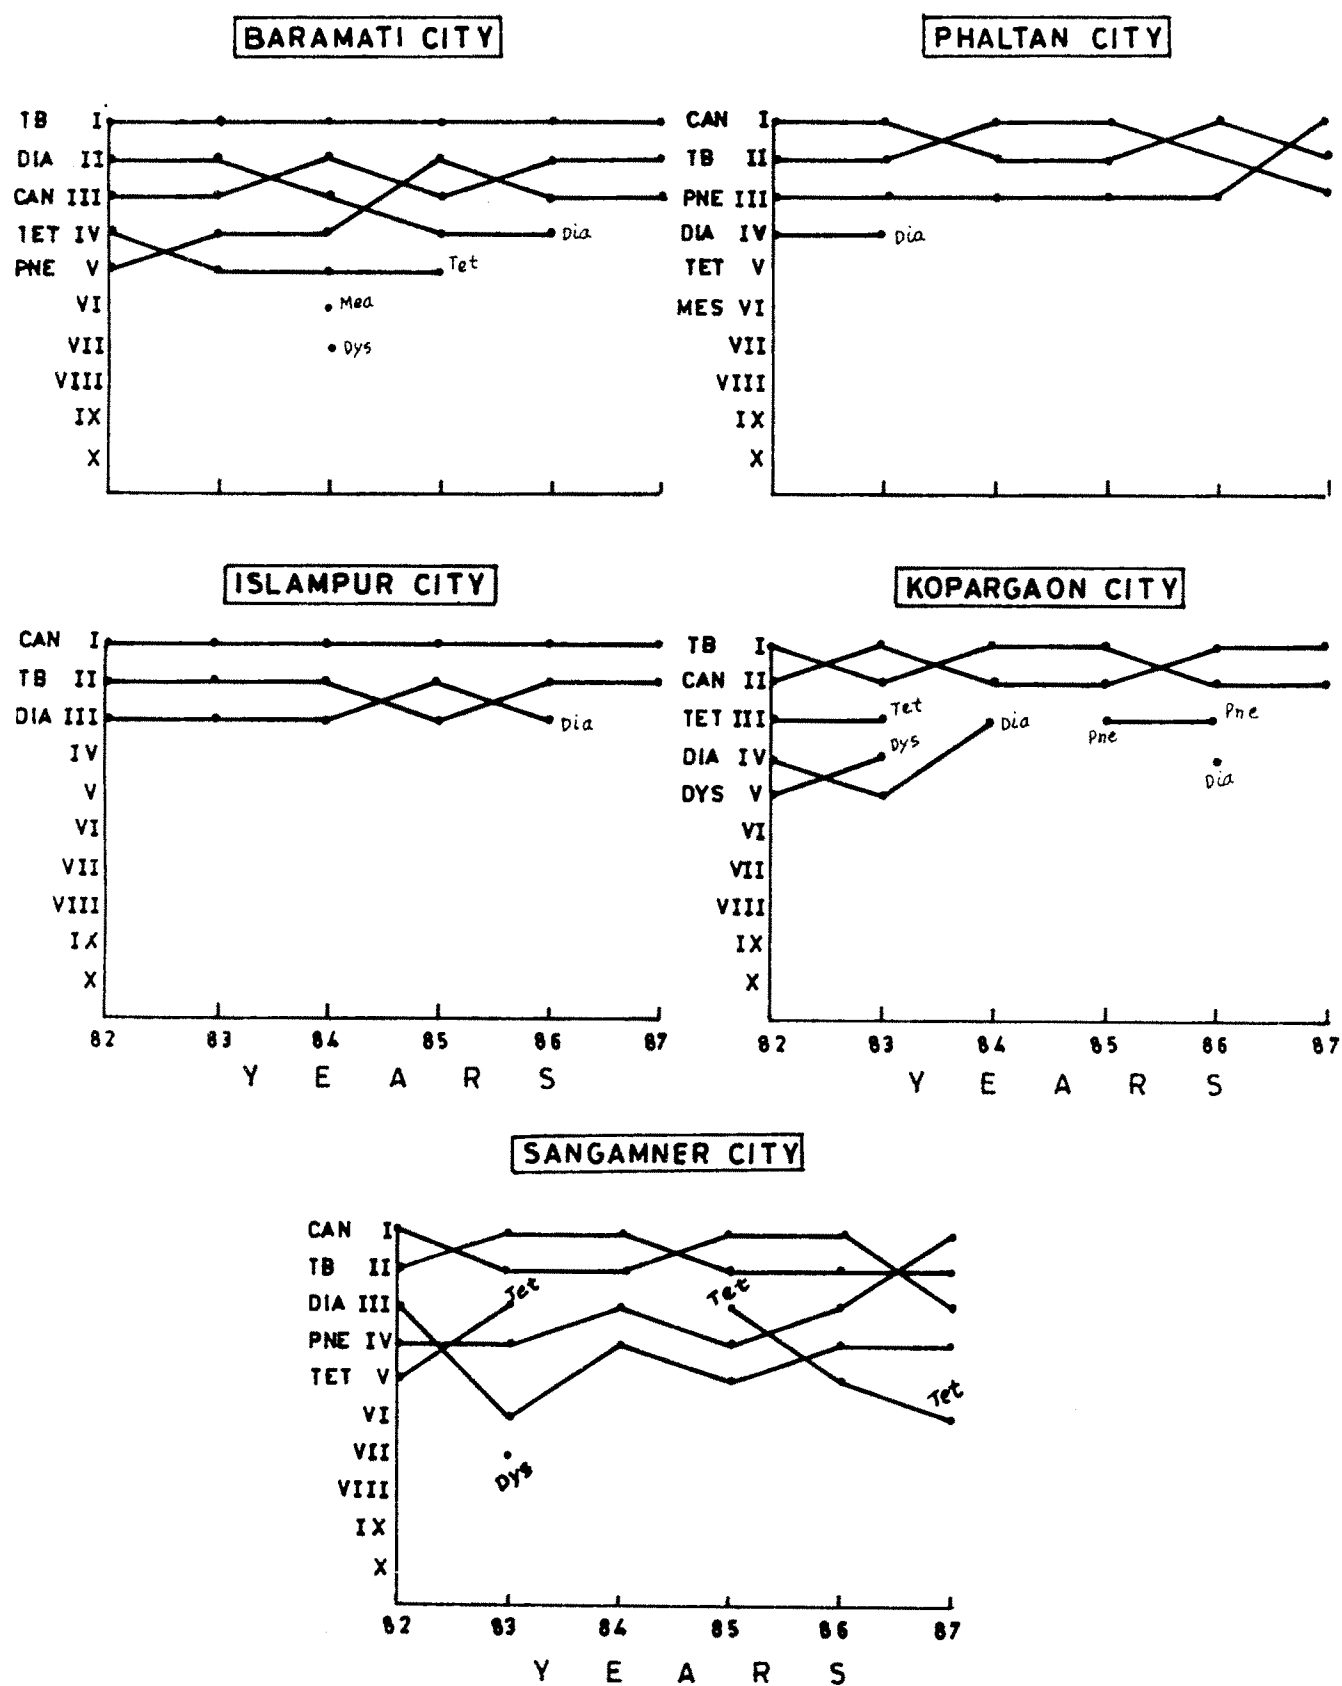 BARAMATI CITY
TB I
DIA II
CAN III
TET IV
PNE V
VI
VII
VIII
IX
X
Dia
Tet
Mea
Dys
PHALTAN CITY
CAN I
TB II
PNE III
DIA IV
TET V
MES VI
VII
VIII
IX
X
Dia
ISLAMPUR CITY
CAN I
TB II
DIA III
IV
V
VI
VII
VIII
IX
X
Dia
82 83 84 85 86 87
Y E A R S
KOPARGAON CITY
TB I
CAN II
TET III
DIA IV
DYS V
VI
VII
VIII
IX
X
Tet
Dys
Dia
Pne
Pne
Dia
82 83 84 85 86 87
Y E A R S
SANGAMNER CITY
CAN I
TB II
DIA III
PNE IV
TET V
VI
VII
VIII
IX
X
Tet
Tet
Tet
Dys
82 83 84 85 86 87
Y E A R S